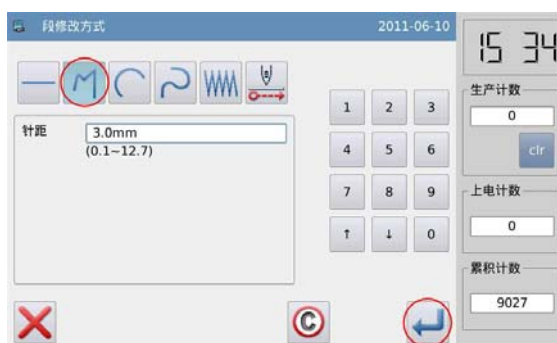 段修改方式 2011-06-10
15 34
针距 3.0mm
(0.1~12.7)
1 2 3
4 5 6
7 8 9
↑ ↓ 0
C
生产计数
0
clr
上电计数
0
累积计数
9027